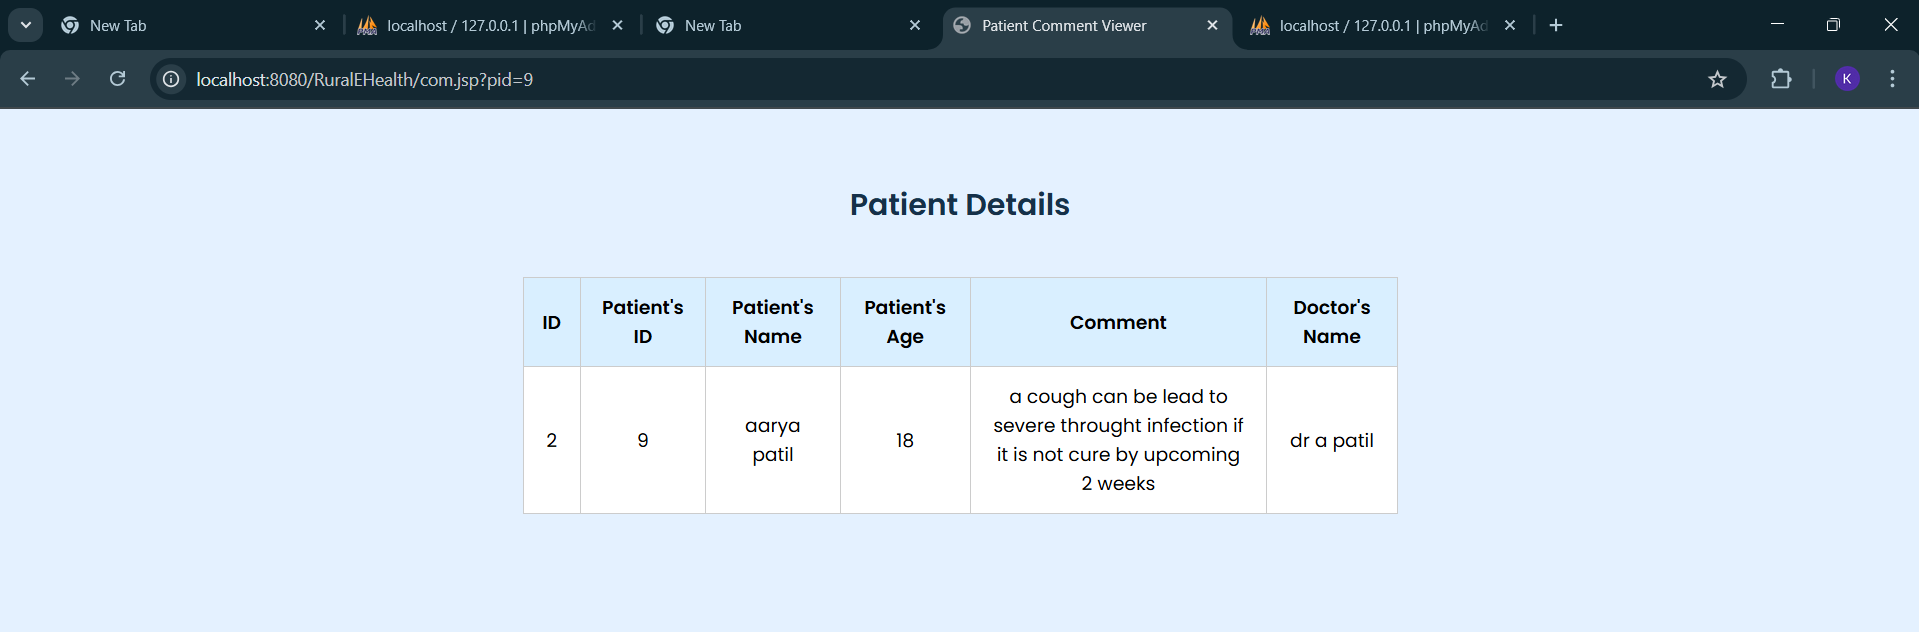 New Tab
localhost / 127.0.0.1 | phpMyAd
New Tab
Patient Comment Viewer
localhost / 127.0.0.1 | phpMyAd
localhost:8080/RuralEHealth/com.jsp?pid=9
K
Patient Details
ID
Patient's
ID
Patient's
Name
Patient's
Age
Comment
Doctor's
Name
2
9
aarya
patil
18
a cough can be lead to
severe throught infection if
it is not cure by upcoming
2 weeks
dr a patil